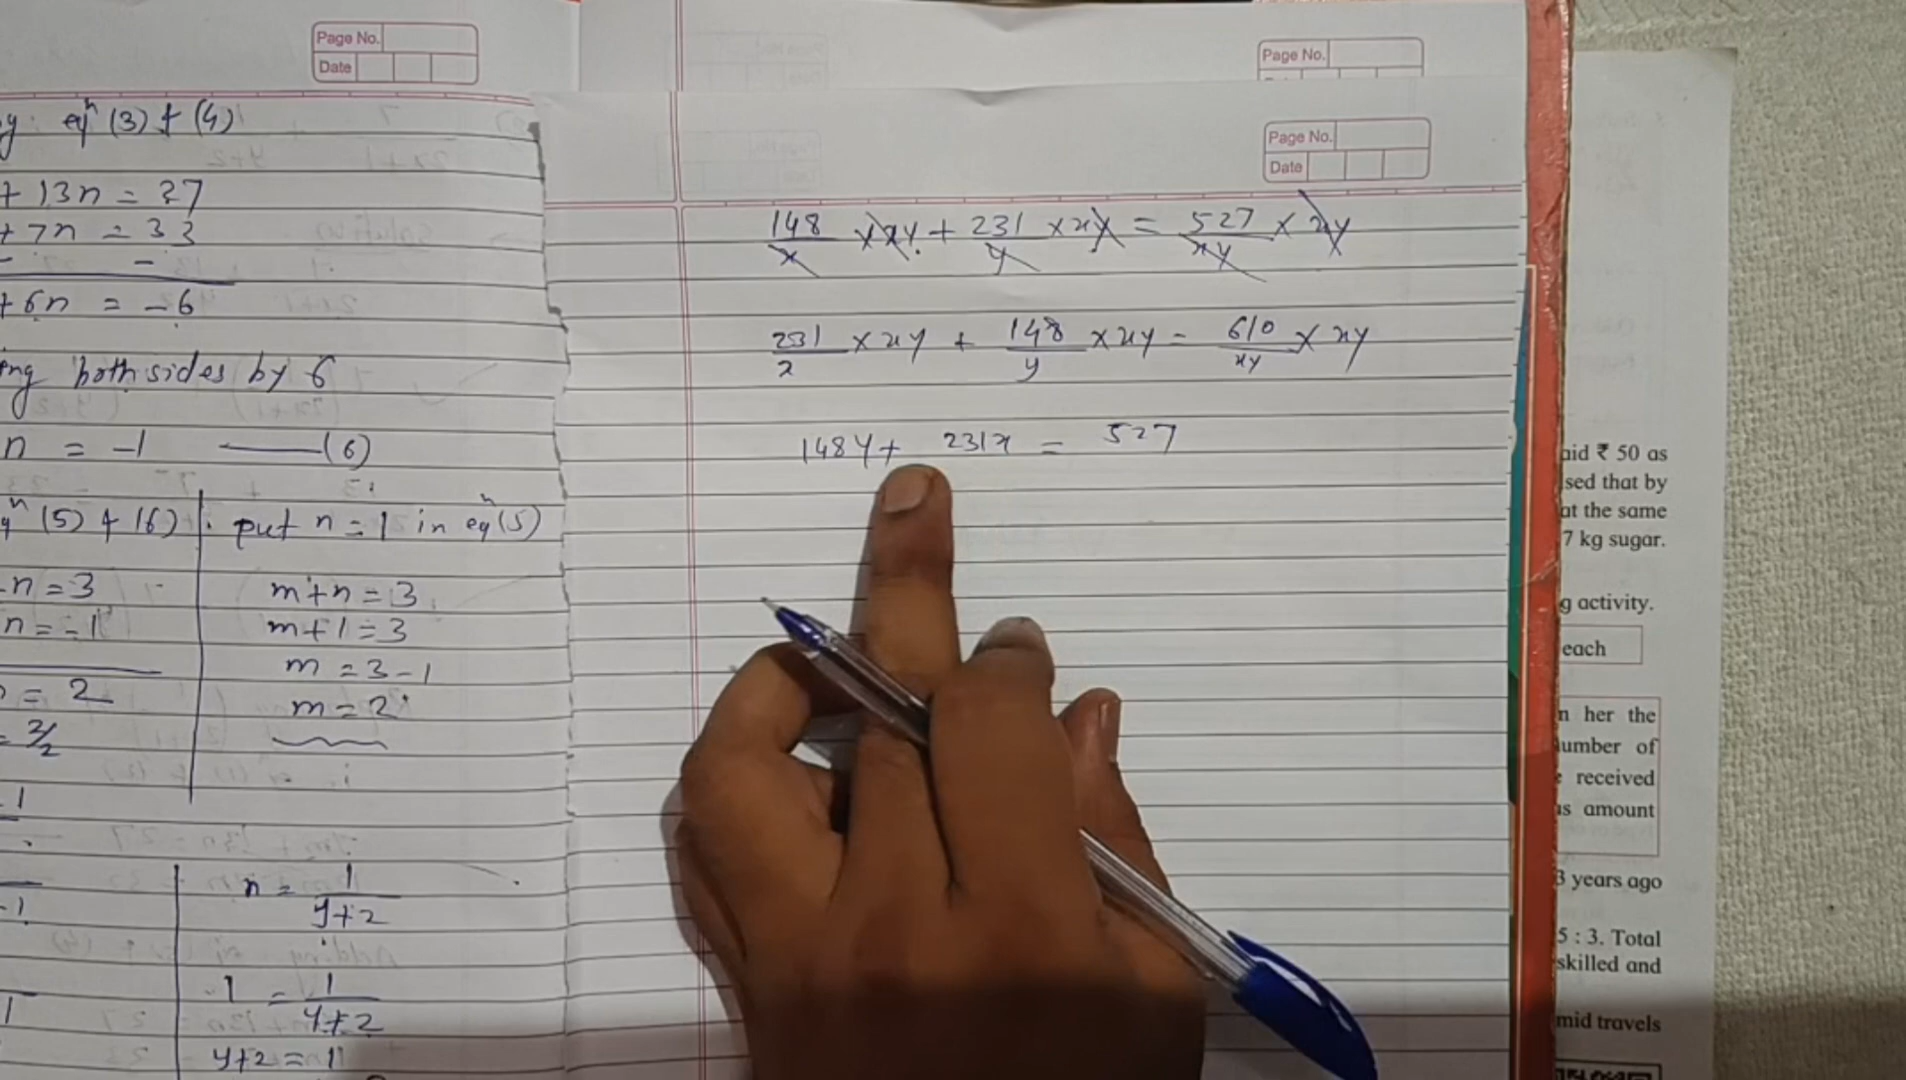 Page No.
Date
eqⁿ (3) & (4)
+ 13n = 27
+ 7n = 33
+ 6n = -6
both sides by 6
n = -1 (6)
(5) & (6)
n = 3
n = -1
= 2
put n = 1 in eqⁿ(5)
m+n = 3
m+1 = 3
m = 3-1
m = 2
n = 1/y+2
1 = 1/y+2
y+2 = 1
Page No.
Page No.
Date
148/x × xy + 231/y × xy = 527/xy × xy
231/x × xy + 148/y × xy = 610/xy × xy
148y + 231x = 527
aid ₹ 50 as
sed that by
at the same
7 kg sugar.
g activity.
each
n her the
umber of
received
as amount
3 years ago
5 : 3. Total
skilled and
mid travels